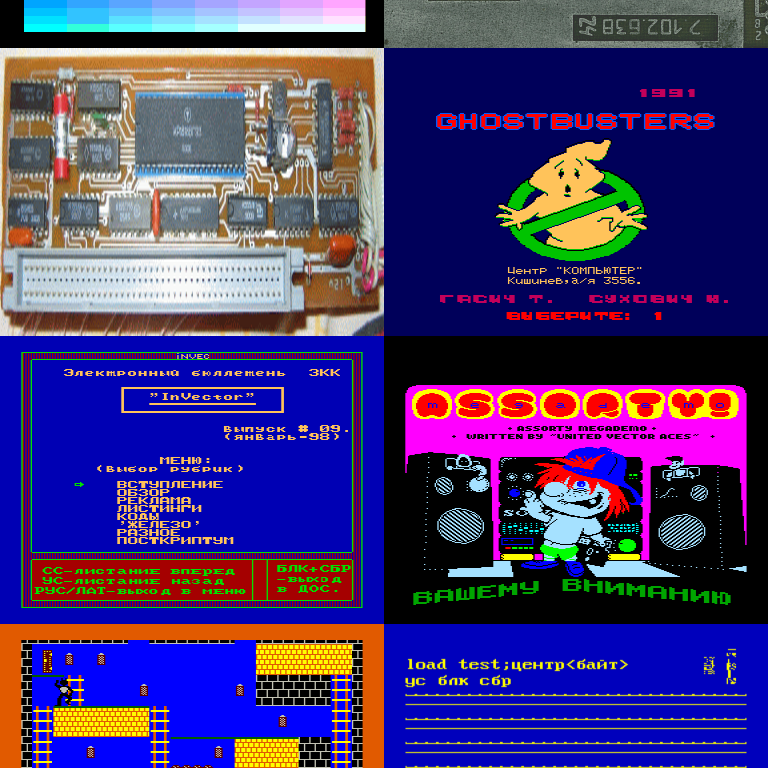 7.102.638
1991
GHOSTBUSTERS
Центр "КОМПЬЮТЕР"
Кишинев,а/я 3556.
ГАСИЧ Т. СУХОВИЧ И.
ВЫБЕРИТЕ: 1
iNVEC
Электронный бюллетень ЗКК
"InVector"
Выпуск # 09.
(январь-98)
МЕНЮ:
(Выбор рубрик)
ВСТУПЛЕНИЕ
ОБЗОР
РЕКЛАМА
ЛИСТИНГИ
КОДЫ
'ЖЕЛЕЗО'
РАЗНОЕ
ПОСТКРИПТУМ
СС-листание вперед
УС-листание назад
РУС/ЛАТ-выход в меню
БЛК+СБР
-выход
в ДОС.
ASSORTY!
• ASSORTY MEGADEMO •
• WRITTEN BY "UNITED VECTOR ACES" •
ВАШЕМУ ВНИМАНИЮ
load test;центр<байт>
ус блк сбр